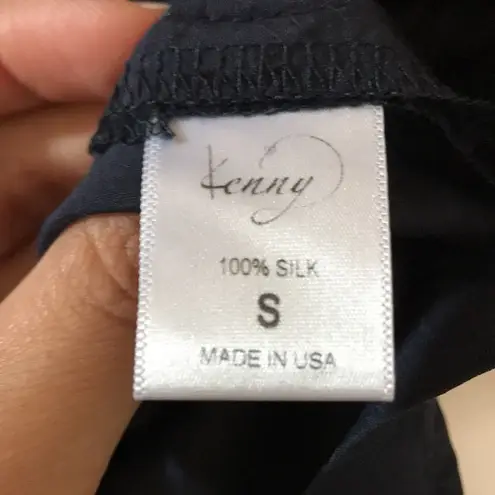 Kenny
100% SILK
S
MADE IN USA